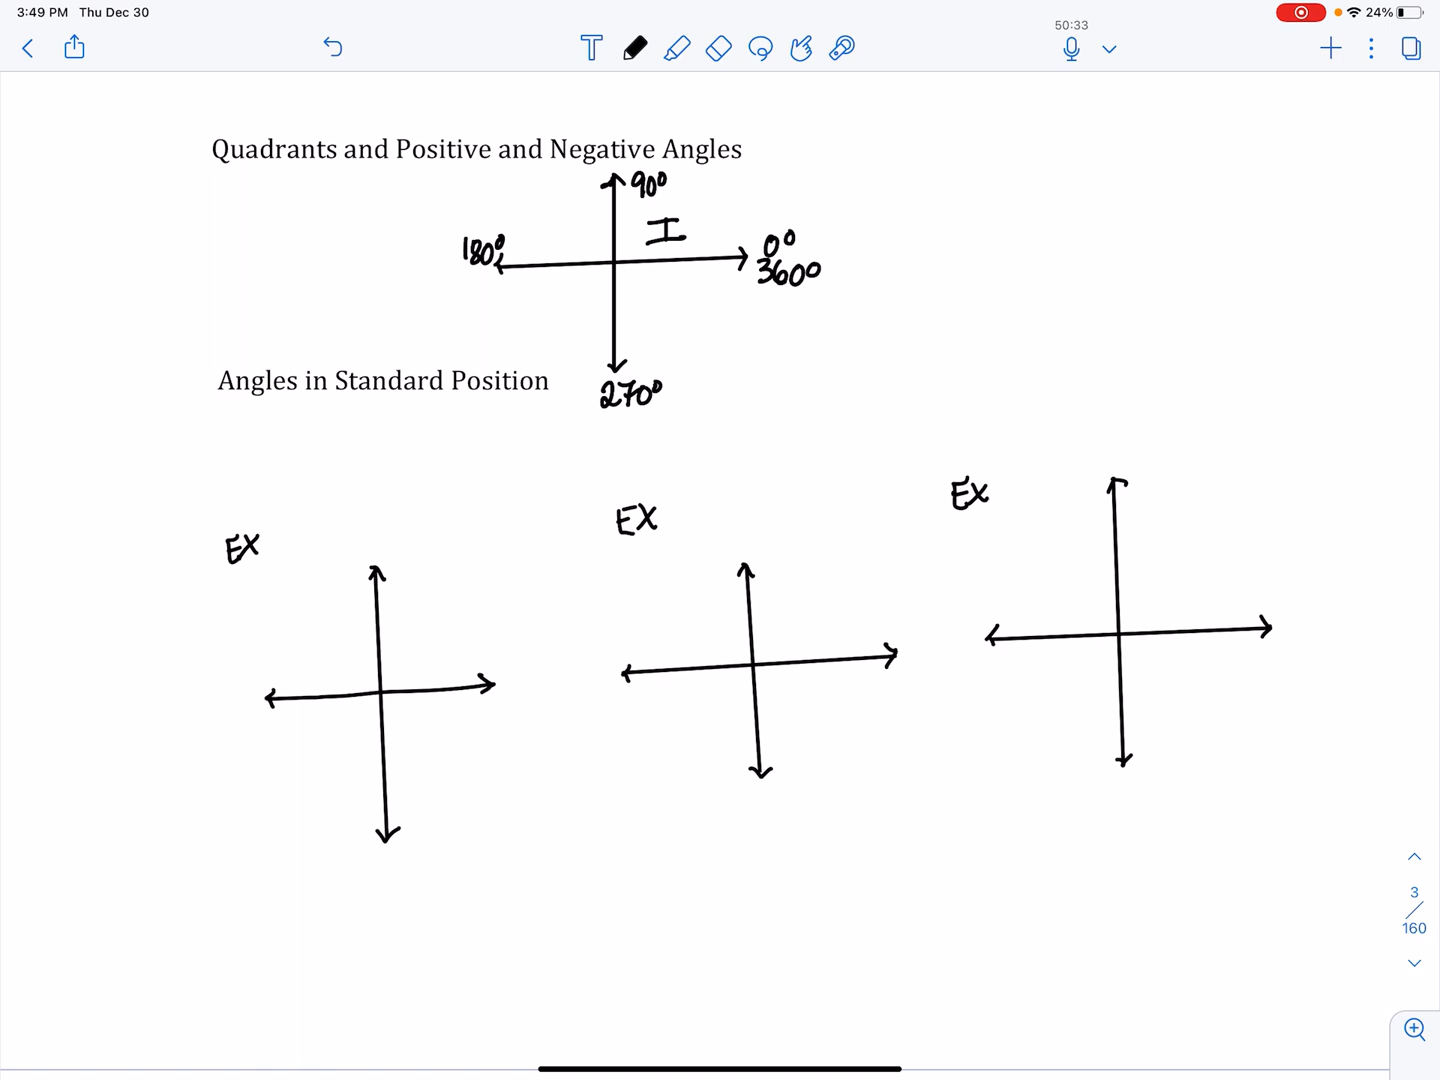 3:49 PM Thu Dec 30
24%
50:33
T
Quadrants and Positive and Negative Angles
90°
I
180°
0°
360°
Angles in Standard Position
270°
EX
EX
EX
3
/
160